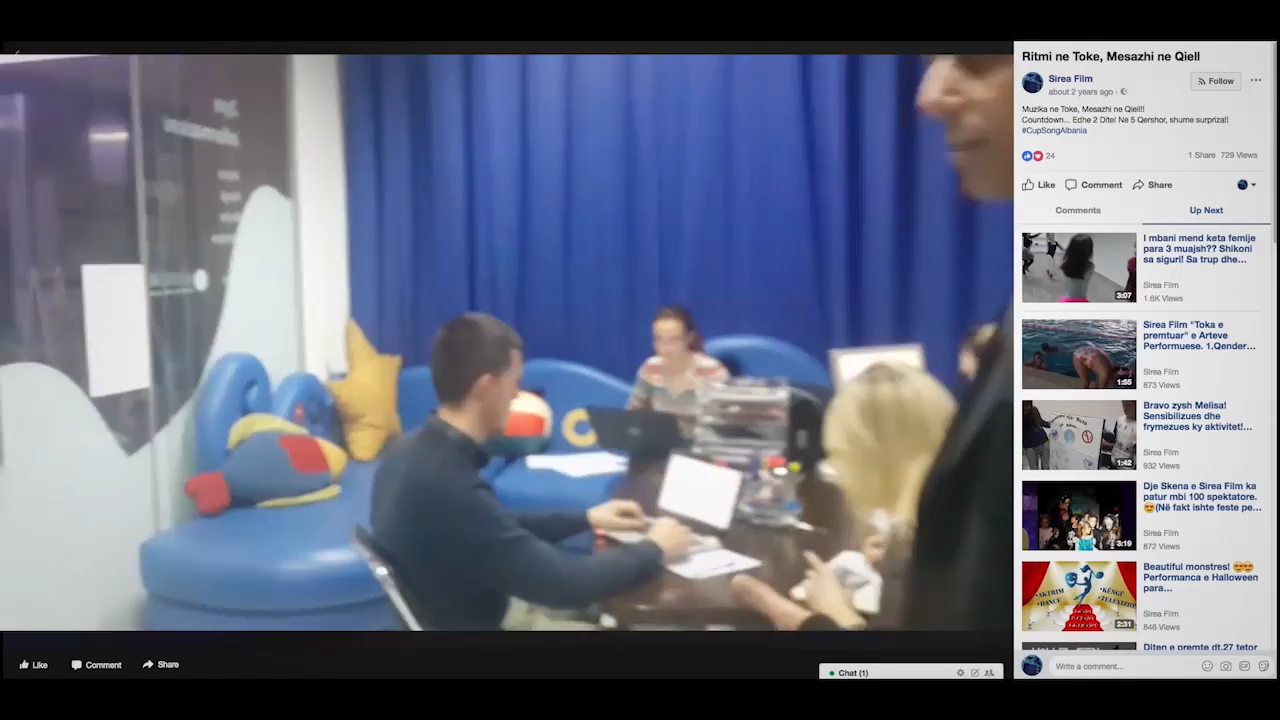 Ritmi ne Toke, Mesazhi ne Qiell
Sirea Film
Follow
about 2 years ago
Muzika ne Toke, Mesazhi ne Qiell!!
Countdown... Edhe 2 Dite! Ne 5 Qershor, shume surpriza!!
#CupSongAlbania
24
1 Share 729 Views
Like Comment Share
Comments Up Next
I mbani mend keta femije
para 3 muajsh?? Shikoni
sa siguri! Sa trup dhe...
Sirea Film
1.6K Views
3:07
Sirea Film "Toka e
premtuar" e Arteve
Performuese. 1.Qender...
Sirea Film
873 Views
1:55
Bravo zysh Melisa!
Sensibilizues dhe
frymezues ky aktivitet!...
Sirea Film
932 Views
1:42
Dje Skena e Sirea Film ka
patur mbi 100 spektatore.
😍(Në fakt ishte feste pe...
Sirea Film
872 Views
3:19
Beautiful monstres! 😍😍
Performanca e Halloween
para...
Sirea Film
846 Views
•AKTRIM
•DANCE
•KËNGË
2:31
Diten e premte dt.27 tetor
Write a comment...
Like Comment Share
Chat (1)